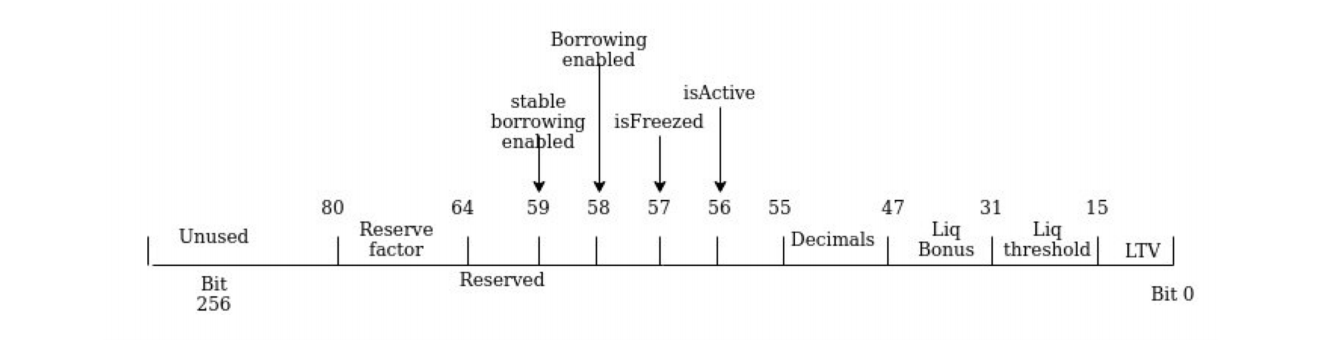 Borrowing
enabled
stable
borrowing
enabled
isFreezed
isActive
80
64
59
58
57
56
55
47
31
15
Unused
Reserve
factor
Decimals
Liq
Bonus
Liq
threshold
LTV
Reserved
Bit
256
Bit 0